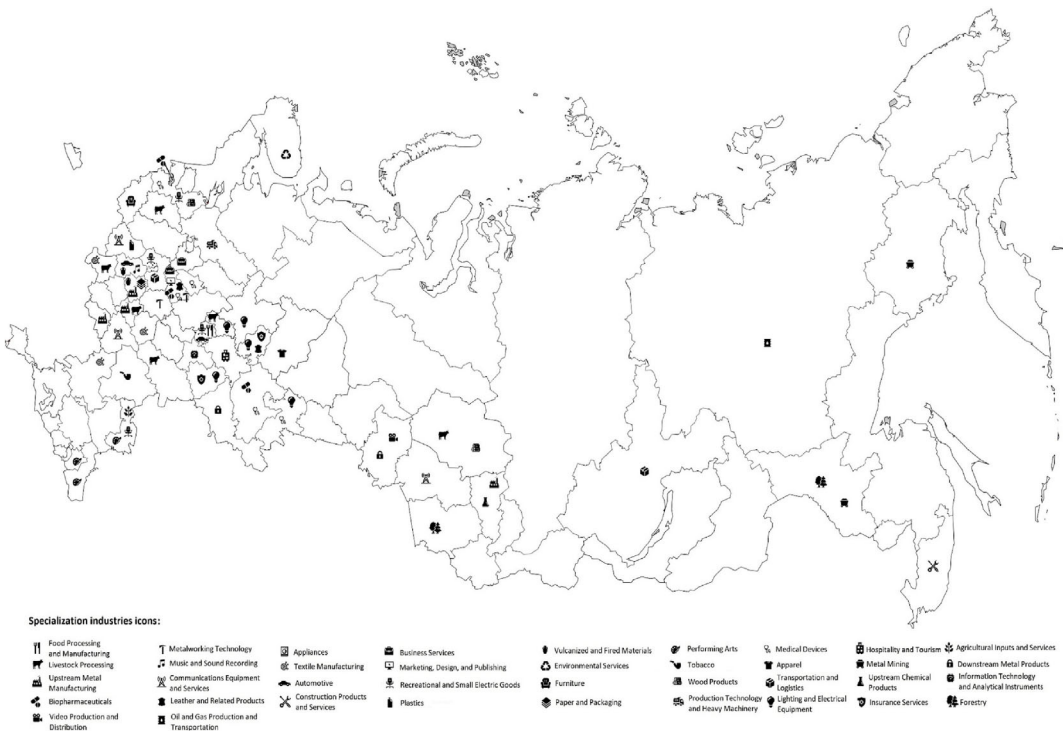 Specialization industries icons:
Food Processing
and Manufacturing
Livestock Processing
Upstream Metal
Manufacturing
Biopharmaceuticals
Video Production and
Distribution
Metalworking Technology
Music and Sound Recording
Communications Equipment
and Services
Leather and Related Products
Oil and Gas Production and
Transportation
Appliances
Textile Manufacturing
Automotive
Construction Products
and Services
Business Services
Marketing, Design, and Publishing
Recreational and Small Electric Goods
Plastics
Vulcanized and Fired Materials
Environmental Services
Furniture
Paper and Packaging
Performing Arts
Tobacco
Wood Products
Production Technology
and Heavy Machinery
Medical Devices
Apparel
Transportation and
Logistics
Lighting and Electrical
Equipment
Hospitality and Tourism
Metal Mining
Upstream Chemical
Products
Insurance Services
Agricultural Inputs and Services
Downstream Metal Products
Information Technology
and Analytical Instruments
Forestry